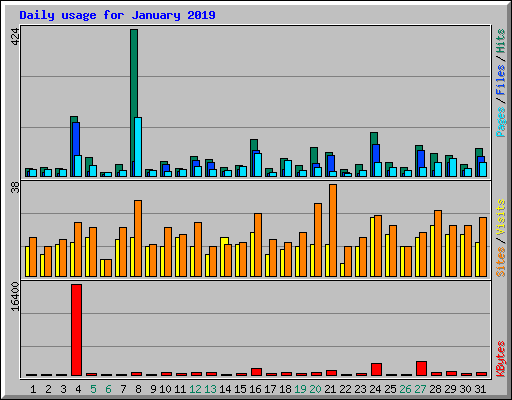 Daily usage for January 2019
424
Pages / Files / Hits
38
Sites / Visits
16400
KBytes
1 2 3 4 5 6 7 8 9 10 11 12 13 14 15 16 17 18 19 20 21 22 23 24 25 26 27 28 29 30 31